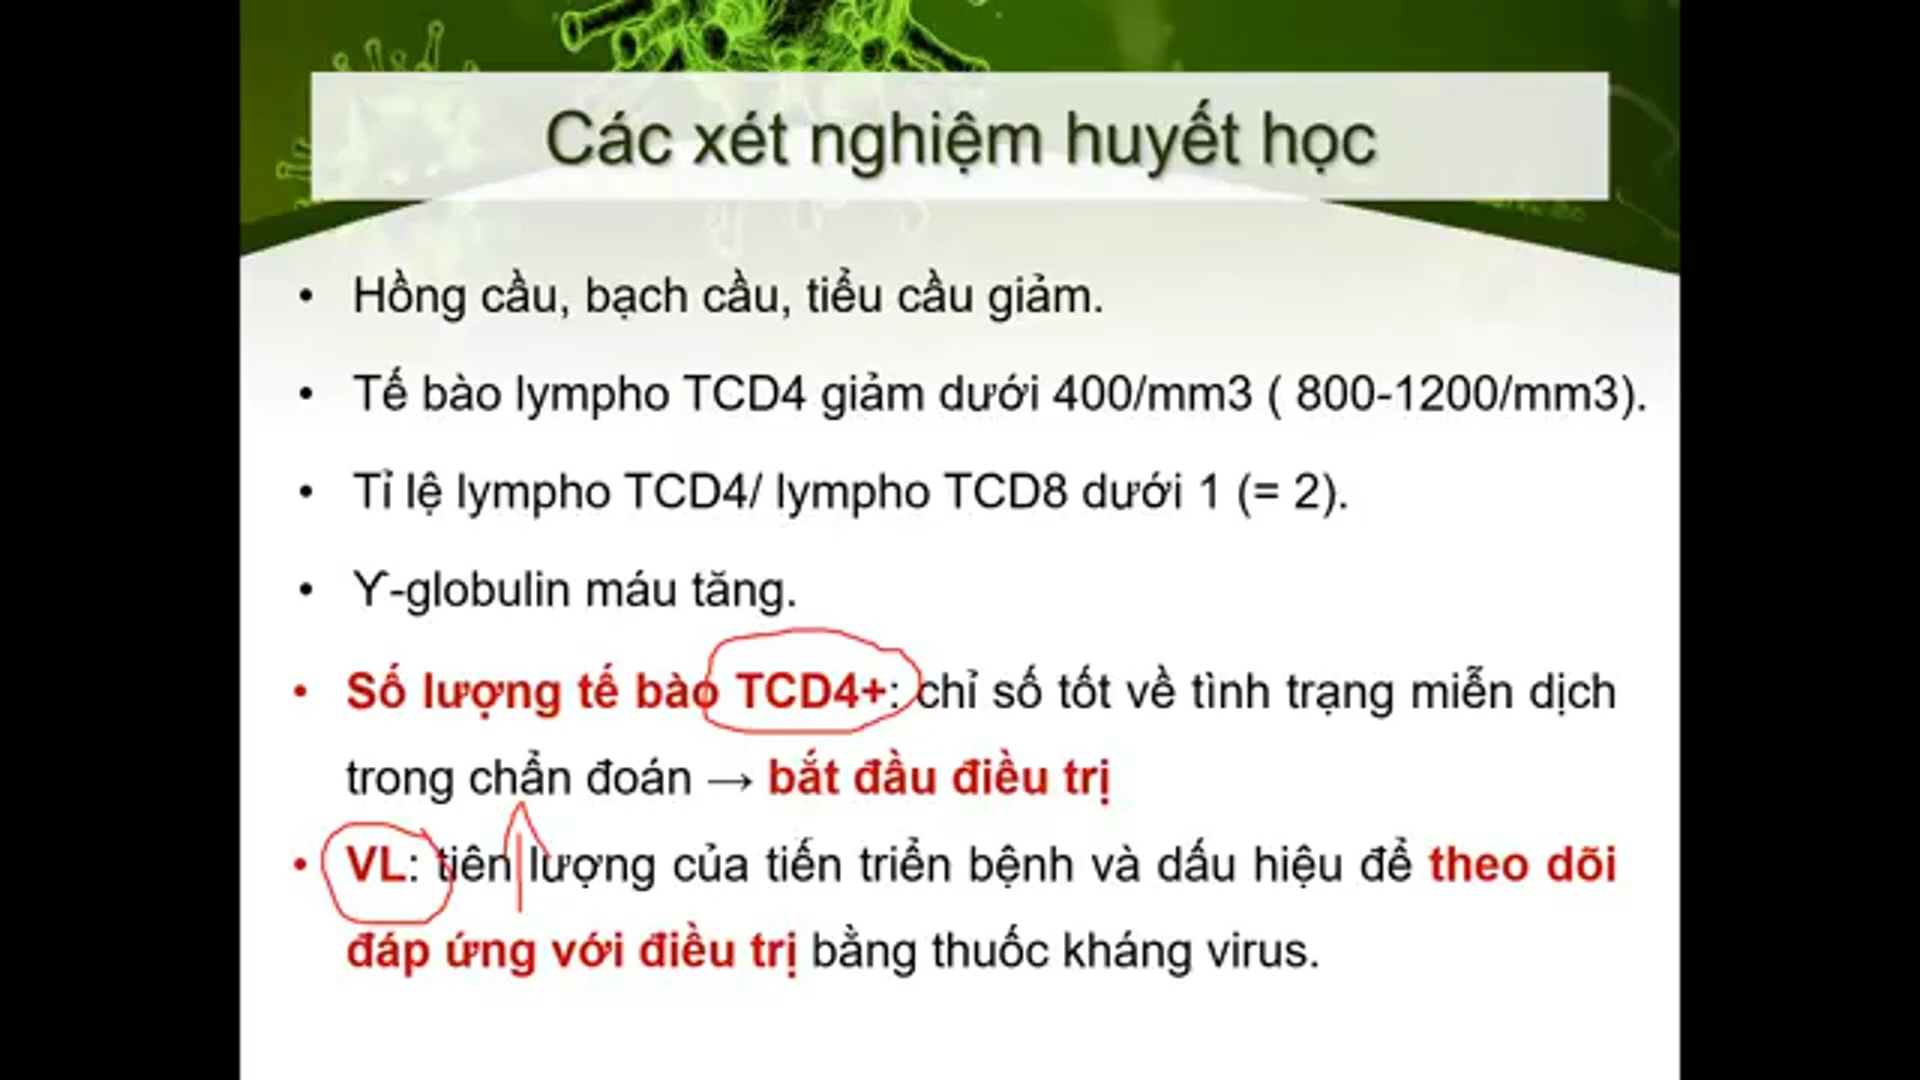 Các xét nghiệm huyết học
• Hồng cầu, bạch cầu, tiểu cầu giảm.
• Tế bào lympho TCD4 giảm dưới 400/mm3 ( 800-1200/mm3).
• Tỉ lệ lympho TCD4/ lympho TCD8 dưới 1 (= 2).
• ϒ-globulin máu tăng.
• Số lượng tế bào TCD4+: chỉ số tốt về tình trạng miễn dịch
trong chẩn đoán → bắt đầu điều trị
• VL: tiên lượng của tiến triển bệnh và dấu hiệu để theo dõi
đáp ứng với điều trị bằng thuốc kháng virus.